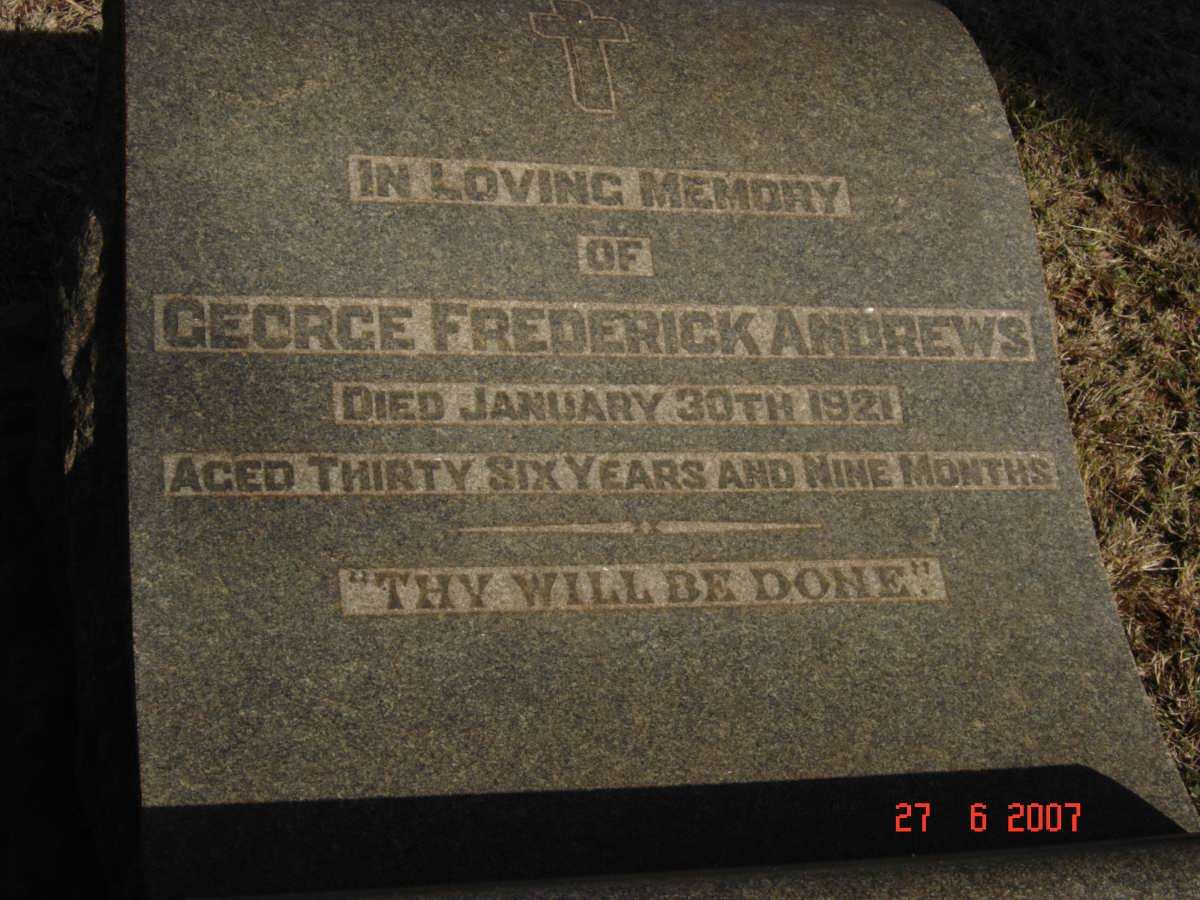 IN LOVING MEMORY
OF
GEORGE FREDERICK ANDREWS
DIED JANUARY 30TH 1921
AGED THIRTY SIX YEARS AND NINE MONTHS
"THY WILL BE DONE."
27 6 2007